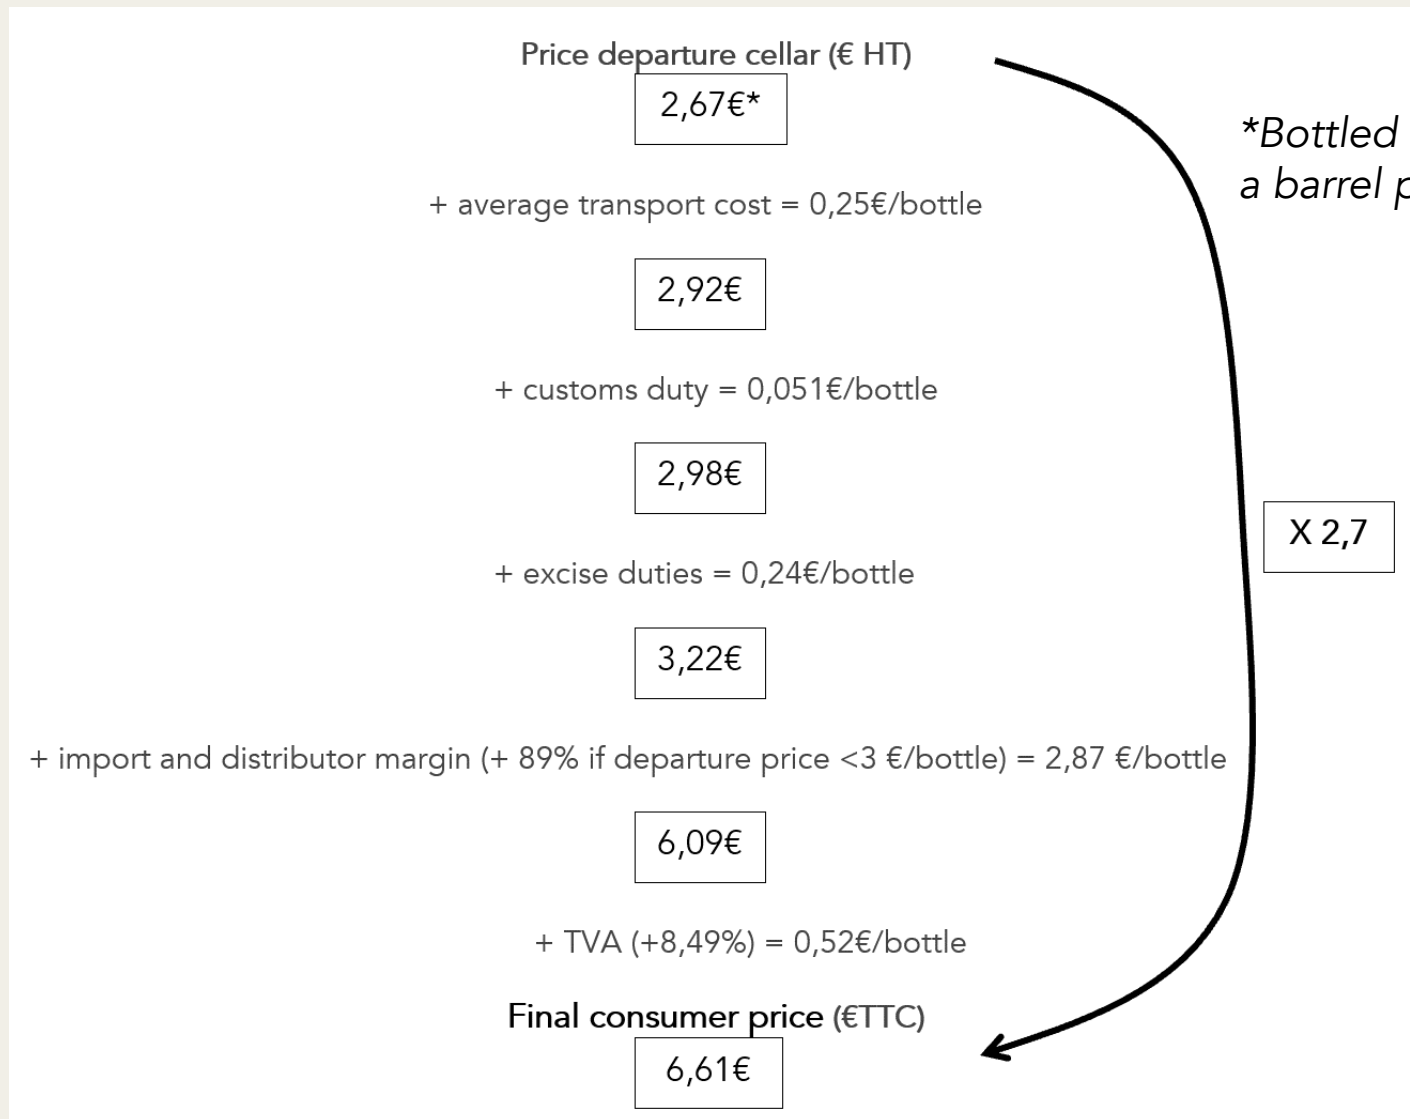 Price departure cellar (€ HT)
2,67€*
*Bottled
a barrel
+ average transport cost = 0,25€/bottle
2,92€
+ customs duty = 0,051€/bottle
2,98€
X 2,7
+ excise duties = 0,24€/bottle
3,22€
+ import and distributor margin (+ 89% if departure price <3 €/bottle) = 2,87 €/bottle
6,09€
+ TVA (+8,49%) = 0,52€/bottle
Final consumer price (€TTC)
6,61€